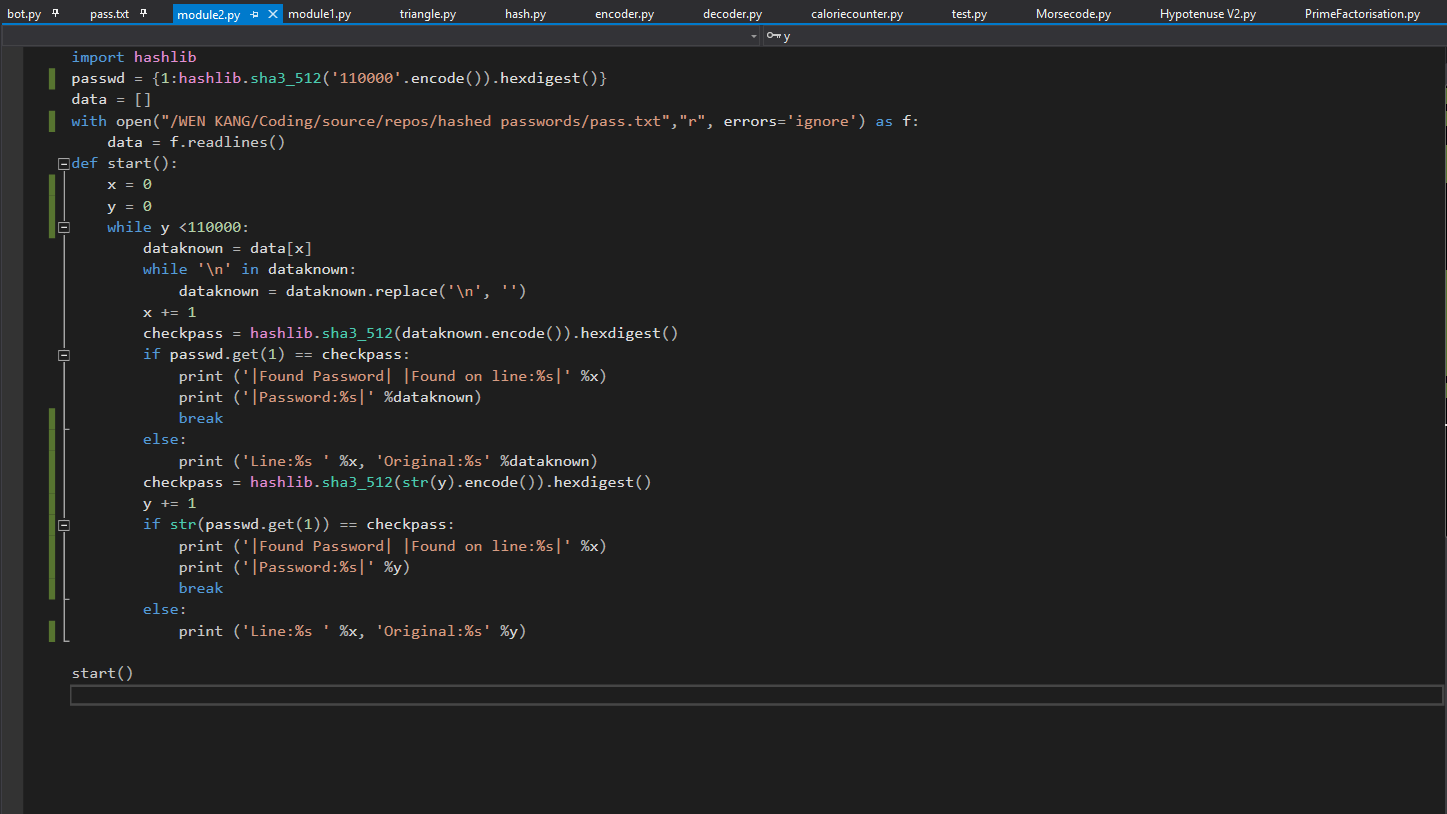 bot.py pass.txt module2.py module1.py triangle.py hash.py encoder.py decoder.py caloriecounter.py test.py Morsecode.py Hypotenuse V2.py PrimeFactorisation.py
y
import hashlib
passwd = {1:hashlib.sha3_512('110000'.encode()).hexdigest()}
data = []
with open("/WEN KANG/Coding/source/repos/hashed passwords/pass.txt","r", errors='ignore') as f:
    data = f.readlines()
def start():
    x = 0
    y = 0
    while y <110000:
        dataknown = data[x]
        while '\n' in dataknown:
            dataknown = dataknown.replace('\n', '')
        x += 1
        checkpass = hashlib.sha3_512(dataknown.encode()).hexdigest()
        if passwd.get(1) == checkpass:
            print ('|Found Password| |Found on line:%s|' %x)
            print ('|Password:%s|' %dataknown)
            break
        else:
            print ('Line:%s ' %x, 'Original:%s' %dataknown)
        checkpass = hashlib.sha3_512(str(y).encode()).hexdigest()
        y += 1
        if str(passwd.get(1)) == checkpass:
            print ('|Found Password| |Found on line:%s|' %x)
            print ('|Password:%s|' %y)
            break
        else:
            print ('Line:%s ' %x, 'Original:%s' %y)
start()